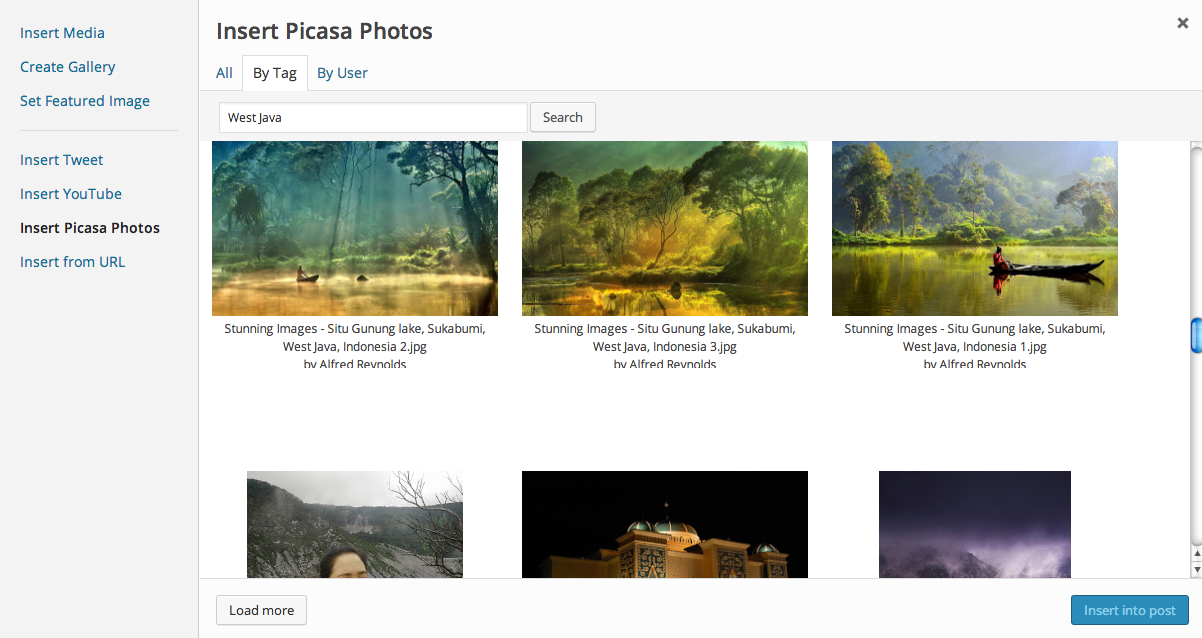 Insert Media
Create Gallery
Set Featured Image
Insert Tweet
Insert YouTube
Insert Picasa Photos
Insert from URL
Insert Picasa Photos
All
By Tag
By User
West Java
Search
Stunning Images - Situ Gunung lake, Sukabumi,
West Java, Indonesia 2.jpg
by Alfred Reynolds
Stunning Images - Situ Gunung lake, Sukabumi,
West Java, Indonesia 3.jpg
by Alfred Reynolds
Stunning Images - Situ Gunung lake, Sukabumi,
West Java, Indonesia 1.jpg
by Alfred Reynolds
Load more
Insert into post